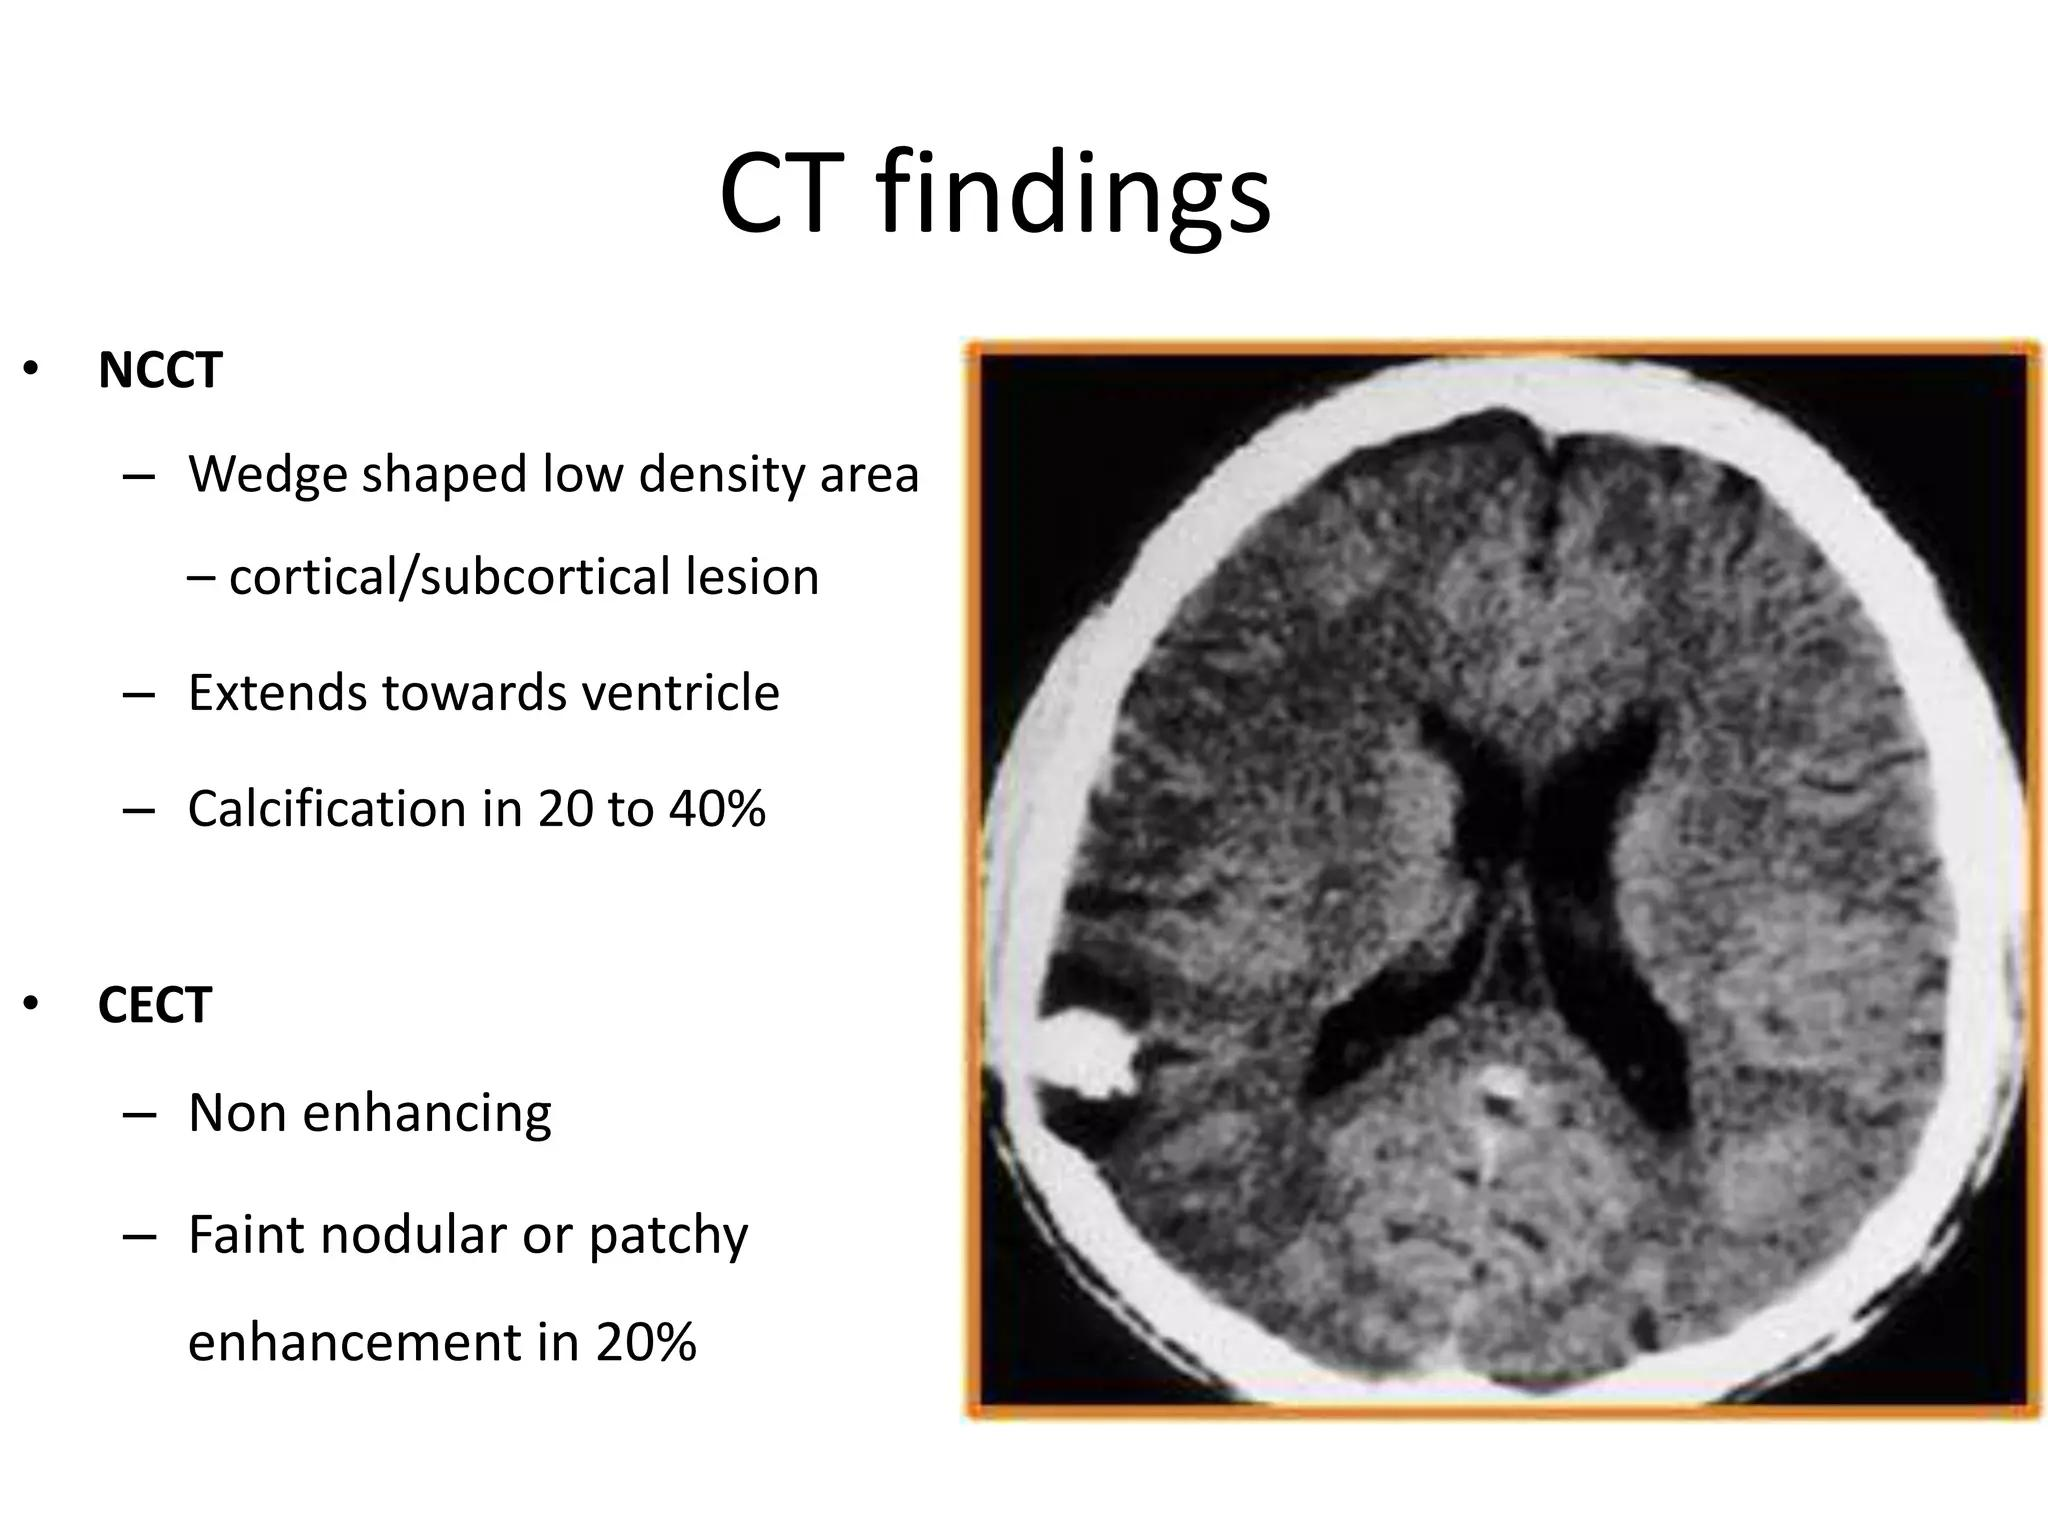 CT findings
• NCCT
– Wedge shaped low density area
– cortical/subcortical lesion
– Extends towards ventricle
– Calcification in 20 to 40%
• CECT
– Non enhancing
– Faint nodular or patchy
enhancement in 20%